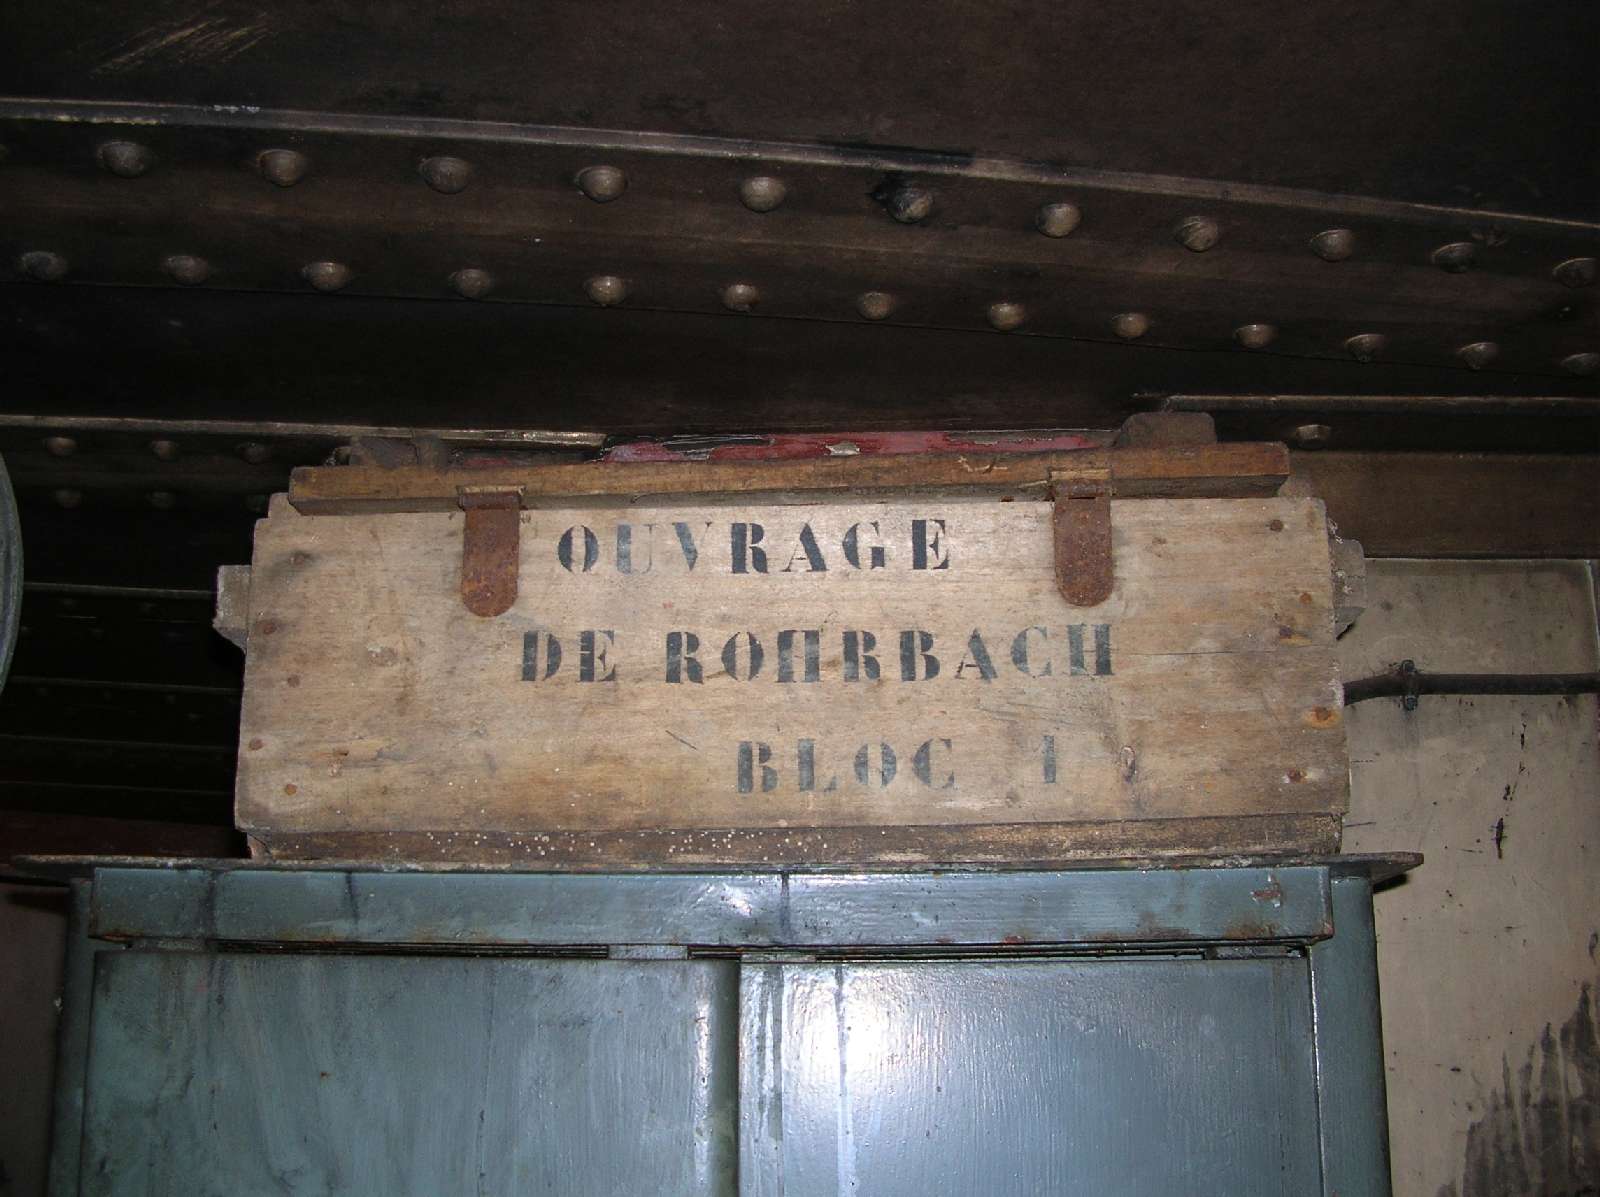 OUVRAGE
DE ROHRBACH
BLOC 1